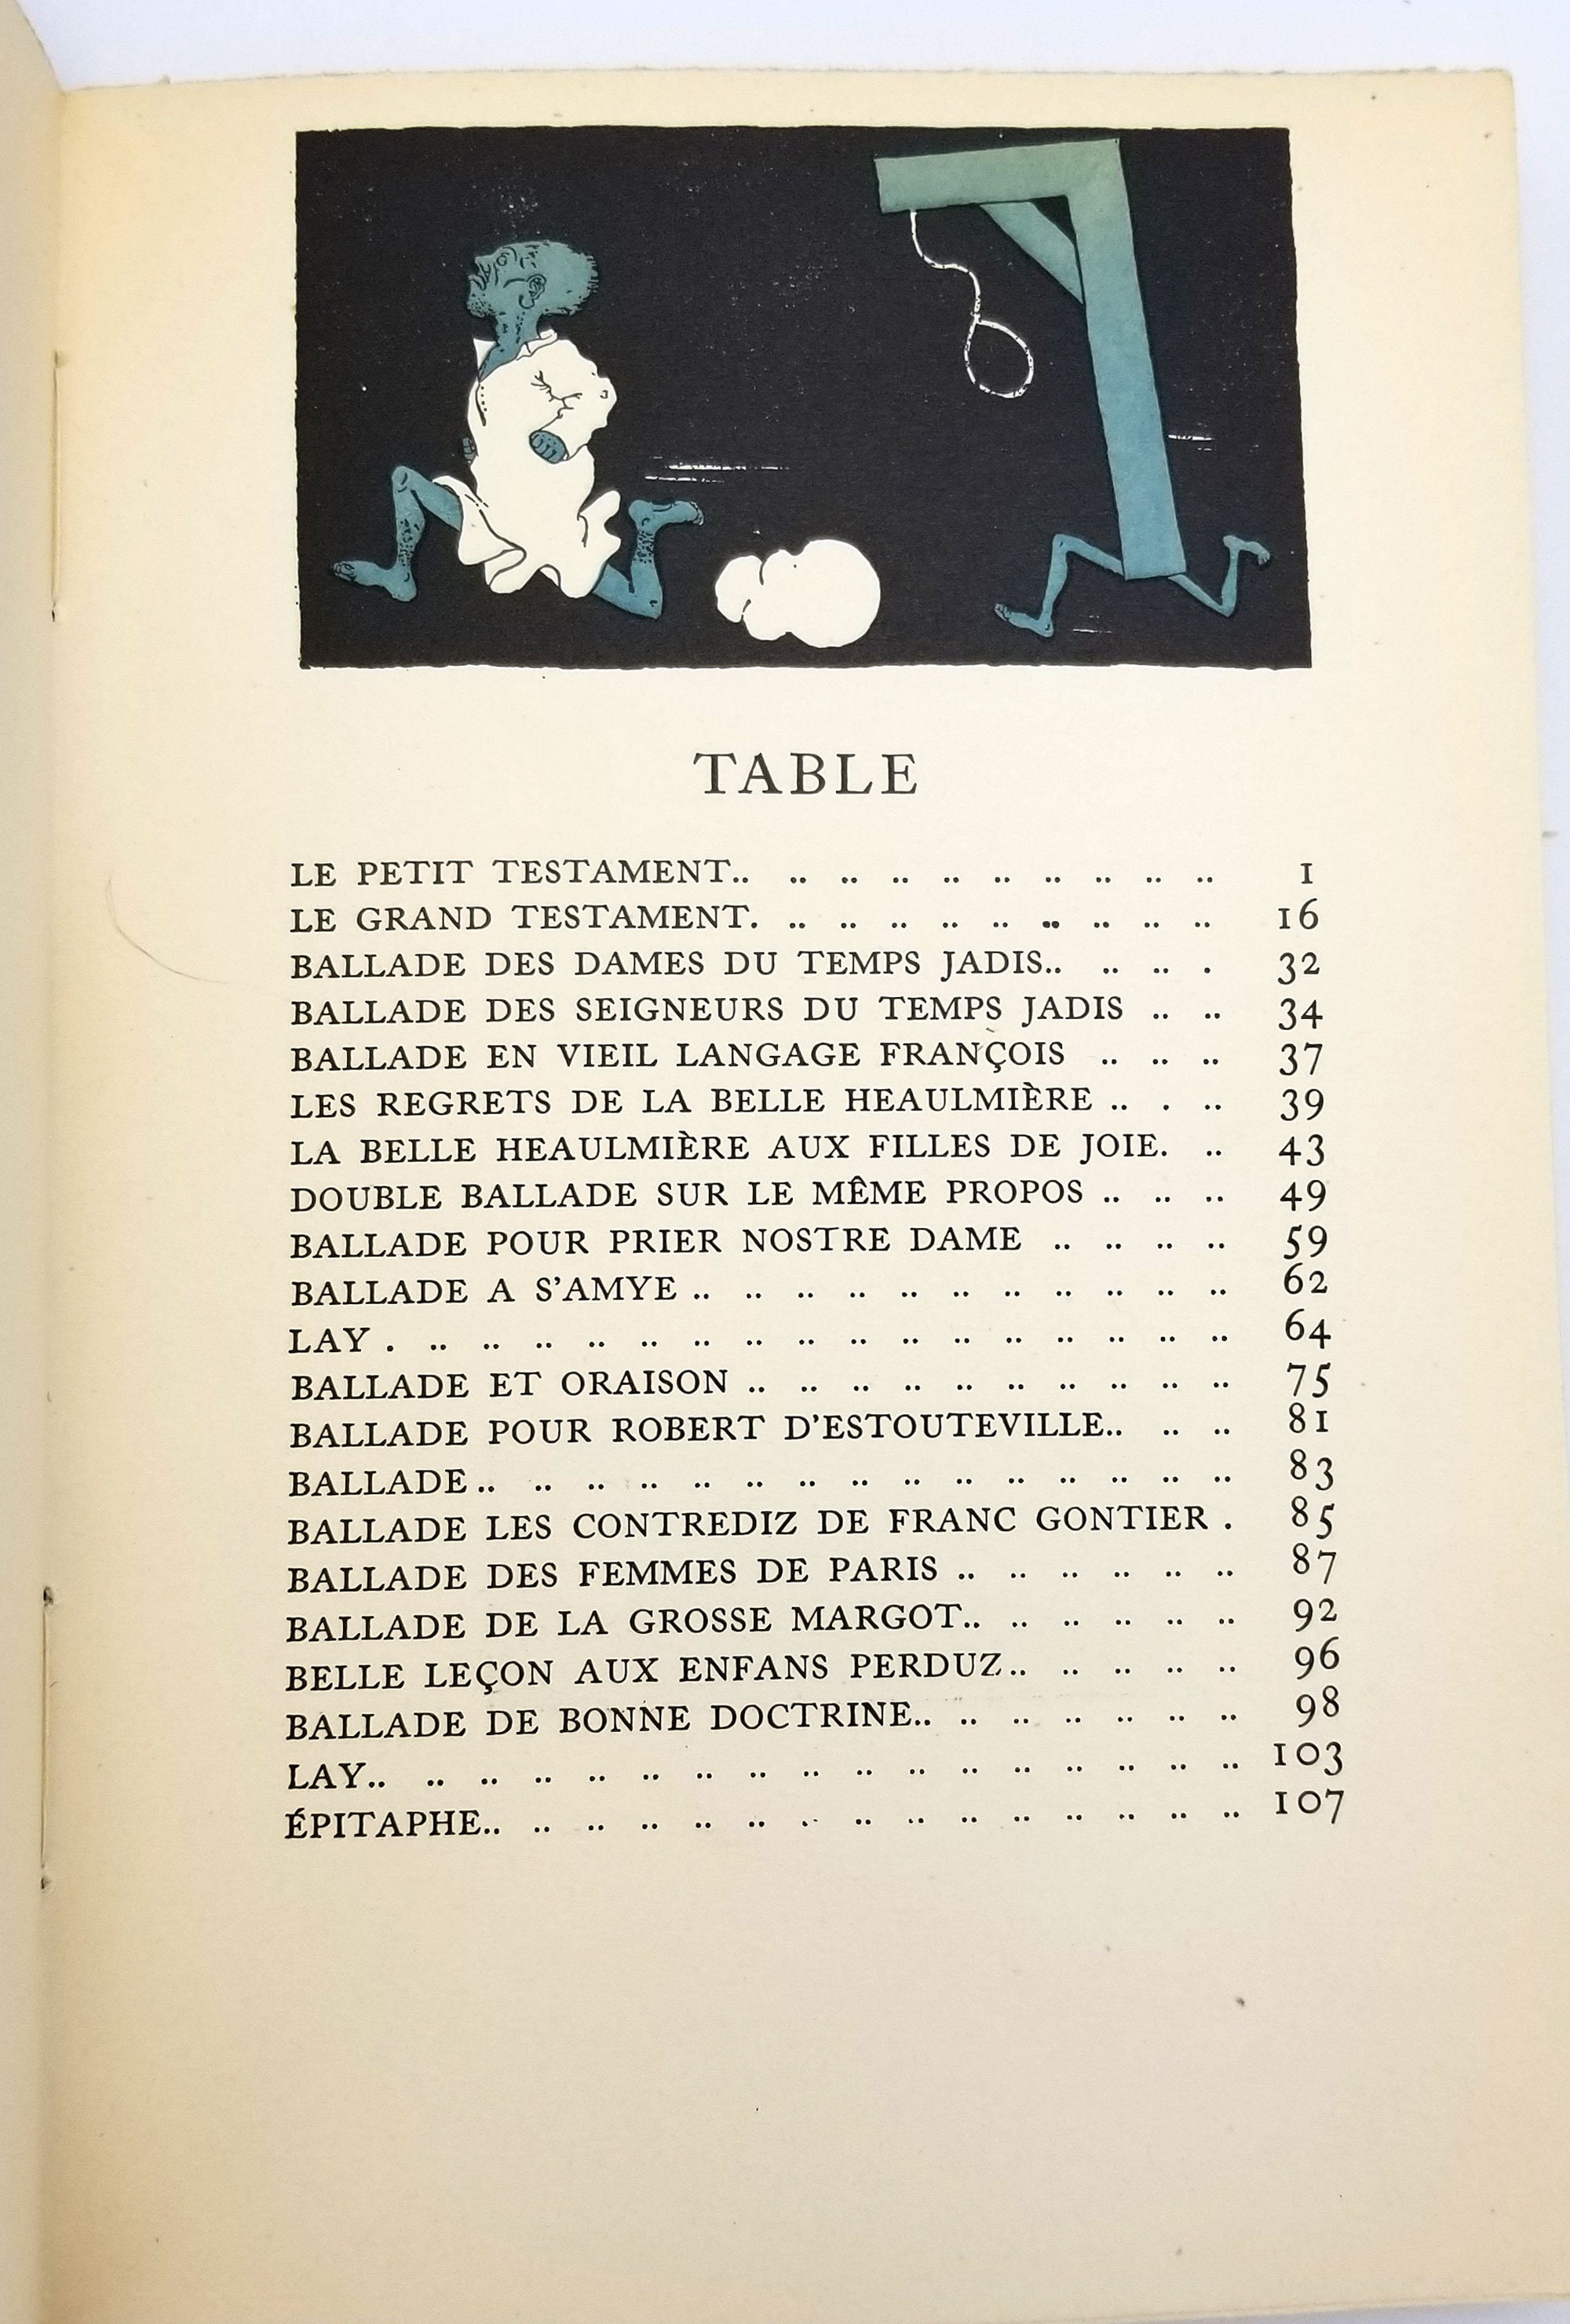 TABLE
LE PETIT TESTAMENT.. .. .. .. .. .. .. .. .. .. 1
LE GRAND TESTAMENT. .. .. .. .. .. .. .. .. .. 16
BALLADE DES DAMES DU TEMPS JADIS.. .. .. . 32
BALLADE DES SEIGNEURS DU TEMPS JADIS .. .. 34
BALLADE EN VIEIL LANGAGE FRANÇOIS .. .. .. 37
LES REGRETS DE LA BELLE HEAULMIÈRE .. . .. 39
LA BELLE HEAULMIÈRE AUX FILLES DE JOIE. .. 43
DOUBLE BALLADE SUR LE MÊME PROPOS .. .. .. 49
BALLADE POUR PRIER NOSTRE DAME .. .. .. .. 59
BALLADE A S'AMYE .. .. .. .. .. .. .. .. .. .. .. 62
LAY . .. .. .. .. .. .. .. .. .. .. .. .. .. .. .. .. 64
BALLADE ET ORAISON .. .. .. .. .. .. .. .. .. .. 75
BALLADE POUR ROBERT D'ESTOUTEVILLE.. .. .. 81
BALLADE .. .. .. .. .. .. .. .. .. .. .. .. .. .. .. 83
BALLADE LES CONTREDIZ DE FRANC GONTIER . 85
BALLADE DES FEMMES DE PARIS .. .. .. .. .. .. 87
BALLADE DE LA GROSSE MARGOT.. .. .. .. .. .. 92
BELLE LEÇON AUX ENFANS PERDUZ.. .. .. .. .. 96
BALLADE DE BONNE DOCTRINE.. .. .. .. .. .. .. 98
LAY.. .. .. .. .. .. .. .. .. .. .. .. .. .. .. .. .. 103
ÉPITAPHE.. .. .. .. .. .. .. .. .. .. .. .. .. .. .. 107